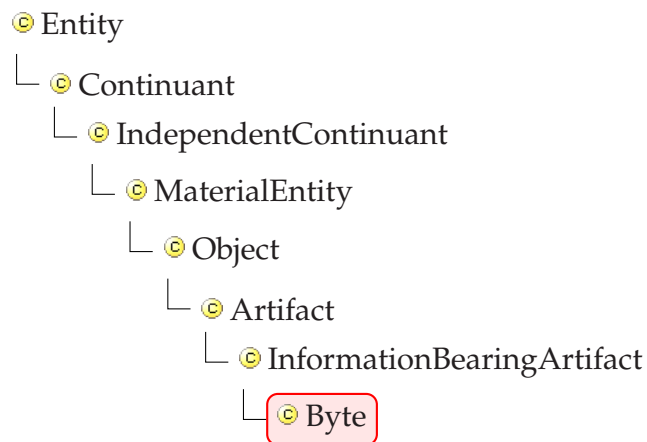 Entity
Continuant
IndependentContinuant
MaterialEntity
Object
Artifact
InformationBearingArtifact
Byte